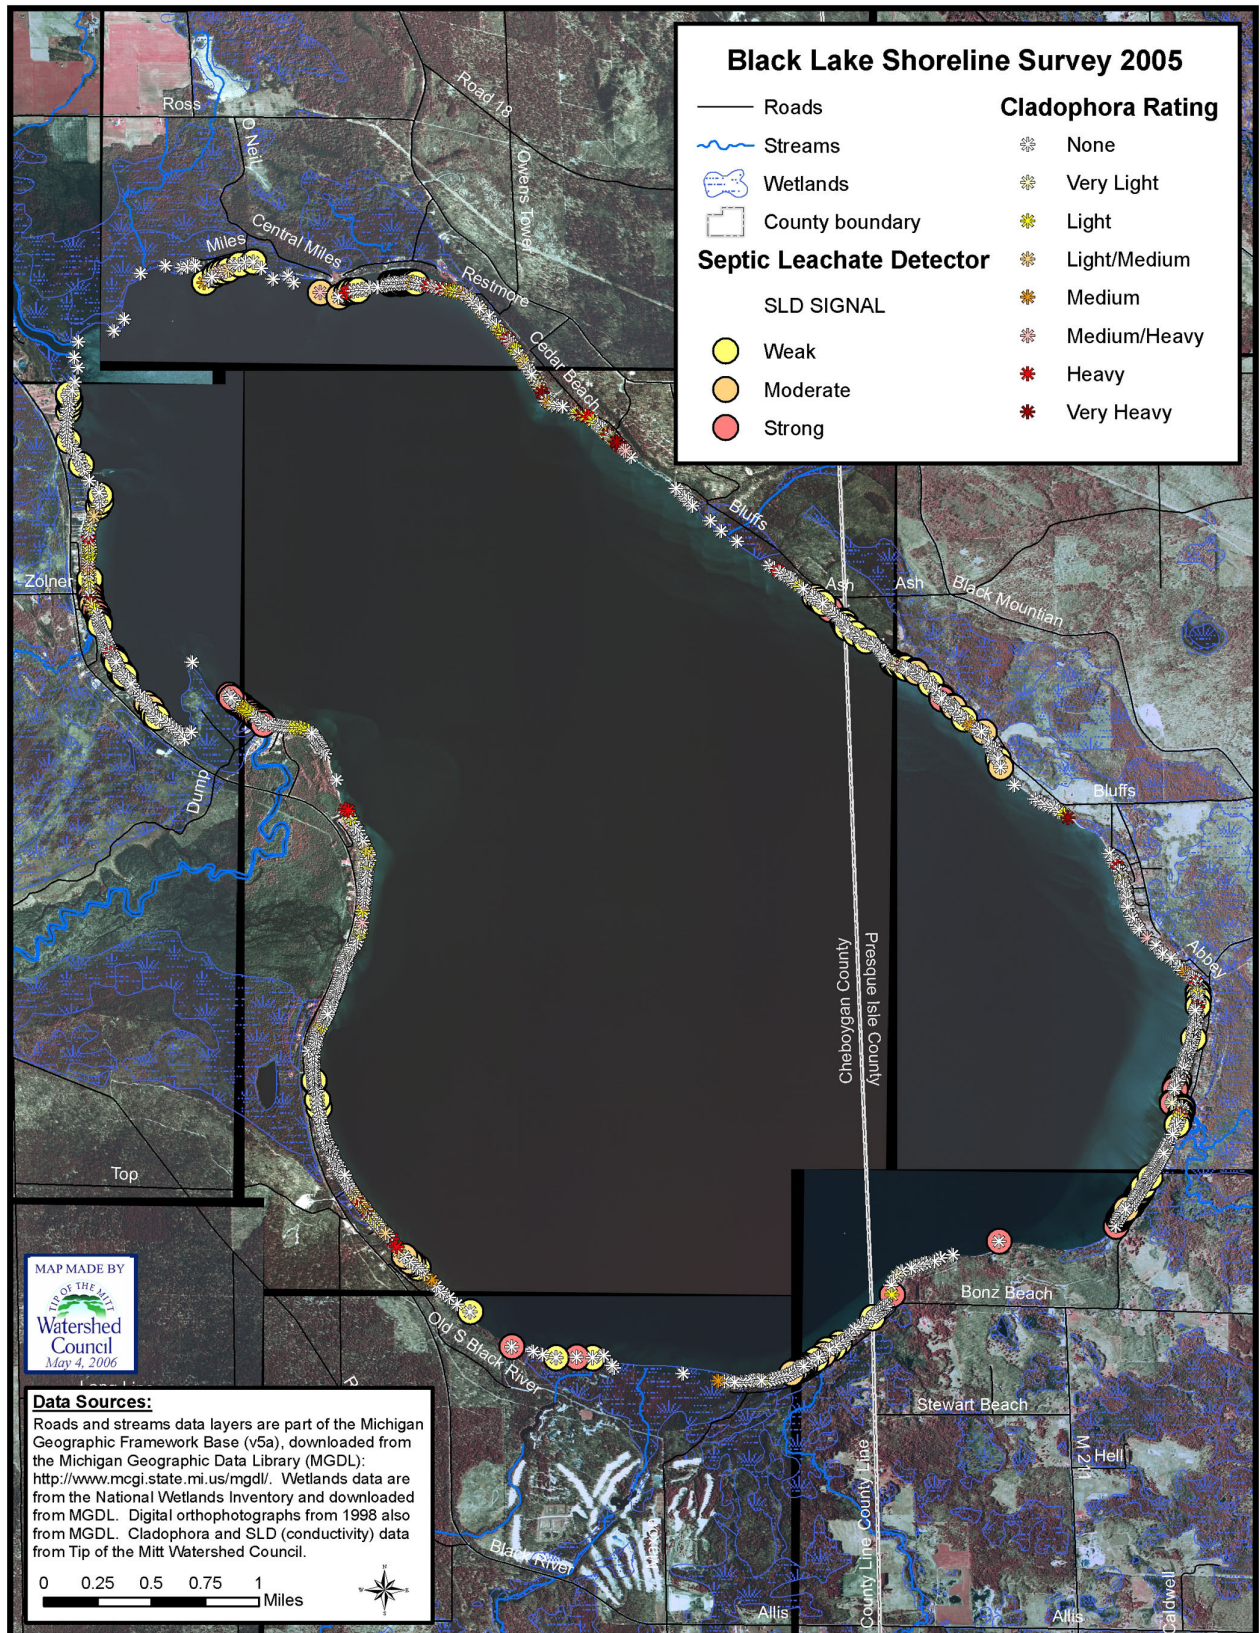 Black Lake Shoreline Survey 2005
Roads
Streams
Wetlands
County boundary
Septic Leachate Detector
SLD SIGNAL
Weak
Moderate
Strong
Cladophora Rating
None
Very Light
Light
Light/Medium
Medium
Medium/Heavy
Heavy
Very Heavy
Ross
O Neil
Road 18
Owens Tower
Miles
Central Miles
Restmore
Cedar Beach
Bluffs
Zolner
Ash
Ash
Black Mountian
Dump
Bluffs
Abbey
Cheboygan County
Presque Isle County
Top
Bonz Beach
Old S Black River
Stewart Beach
M 211
Hell
County Line County Line
Black River
Allis
Allis
Caldwell
MAP MADE BY
TIP OF THE MITT
Watershed
Council
May 4, 2006
Data Sources:
Roads and streams data layers are part of the Michigan
Geographic Framework Base (v5a), downloaded from
the Michigan Geographic Data Library (MGDL):
http://www.mcgi.state.mi.us/mgdl/. Wetlands data are
from the National Wetlands Inventory and downloaded
from MGDL. Digital orthophotographs from 1998 also
from MGDL. Cladophora and SLD (conductivity) data
from Tip of the Mitt Watershed Council.
0 0.25 0.5 0.75 1
Miles
N
W E
S